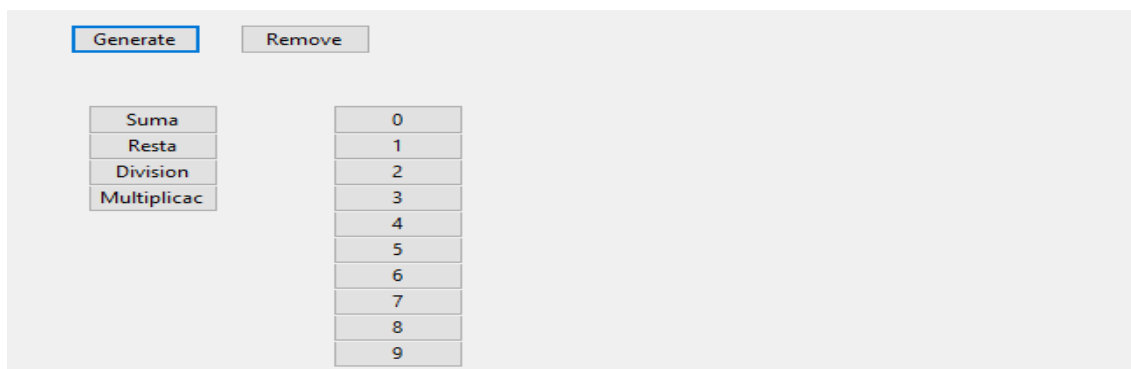 Generate Remove
Suma 0
Resta 1
Division 2
Multiplicac 3
4
5
6
7
8
9